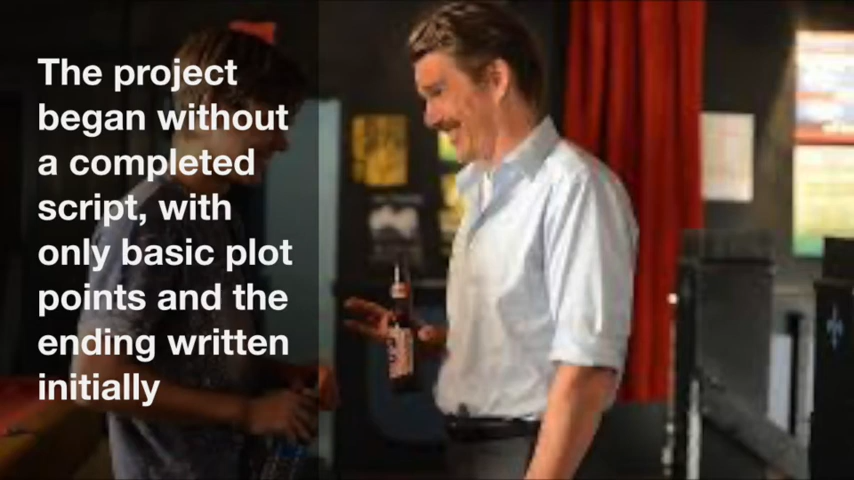 The project
began without
a completed
script, with
only basic plot
points and the
ending written
initially